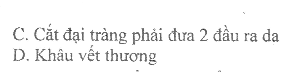 C. Cắt đại tràng phải đưa 2 đầu ra da
D. Khâu vết thương